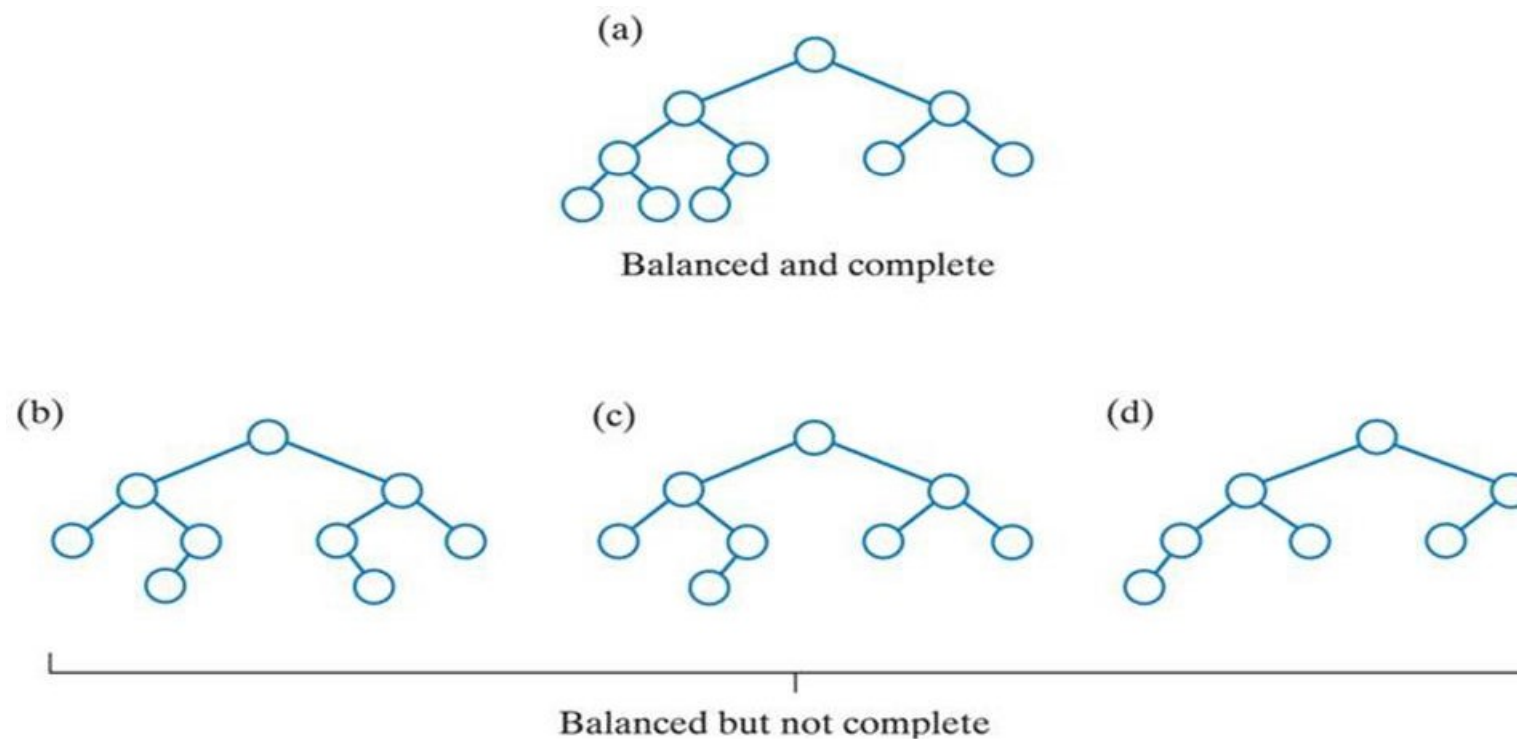 (a)
Balanced and complete
(b)
(c)
(d)
Balanced but not complete